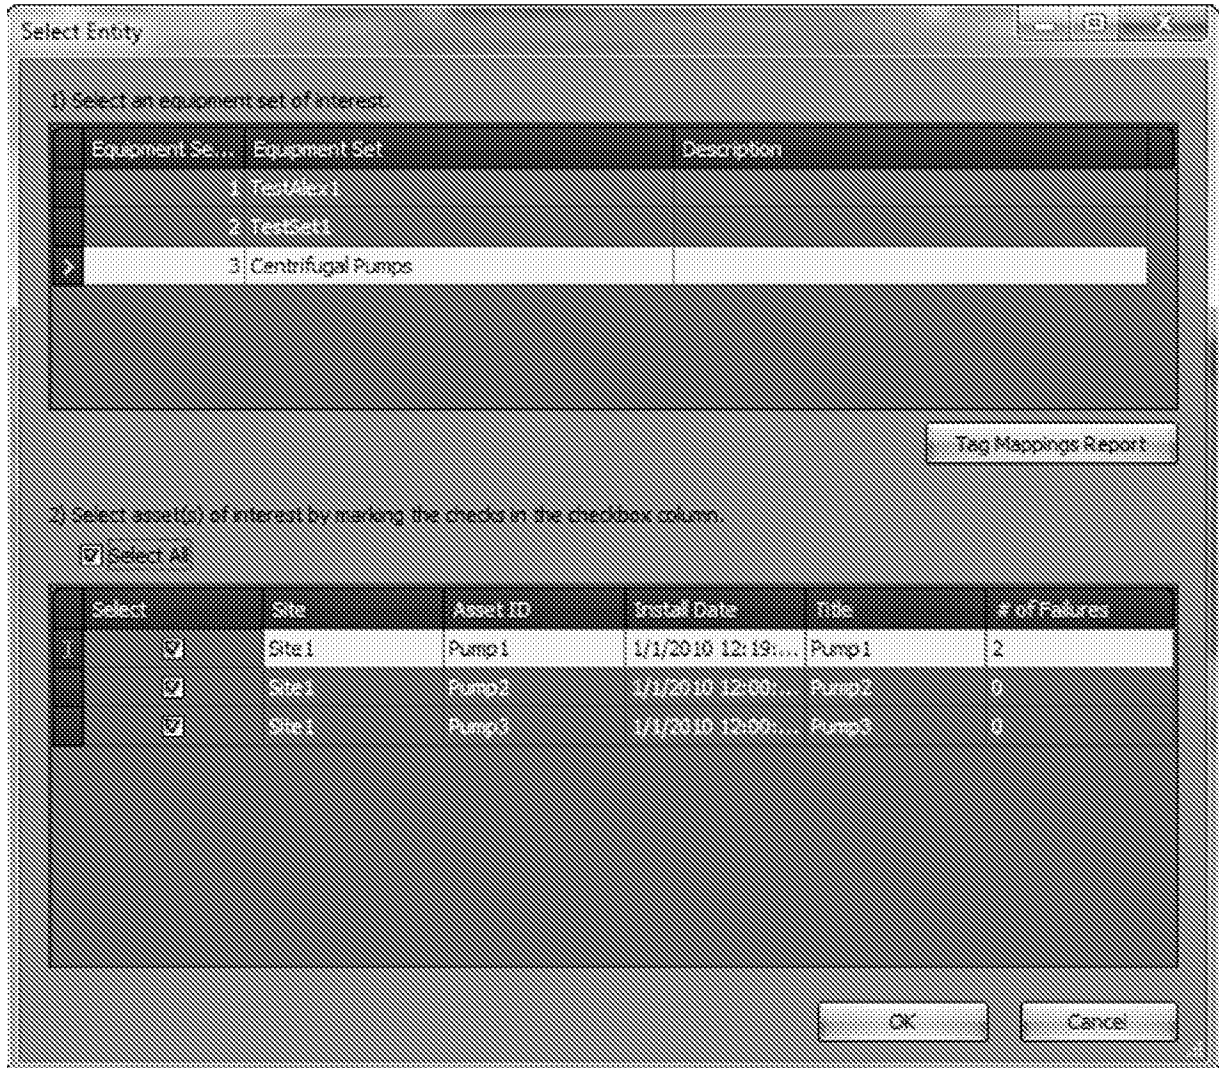 Select Entity
1) Select an equipment set of interest.
Equipment Se... Equipment Set Description
1 TestAlex1
2 TestSet1
3 Centrifugal Pumps
Tag Mappings Report
2) Select asset(s) of interest by marking the checks in the checkbox column.
Select All
Select Site Asset ID Install Date Title # of Failures
Site1 Pump1 1/1/2010 12:19:... Pump1 2
Site1 Pump2 1/1/2010 12:00:... Pump2 0
Site1 Pump3 1/1/2010 12:00:... Pump3 0
OK Cancel